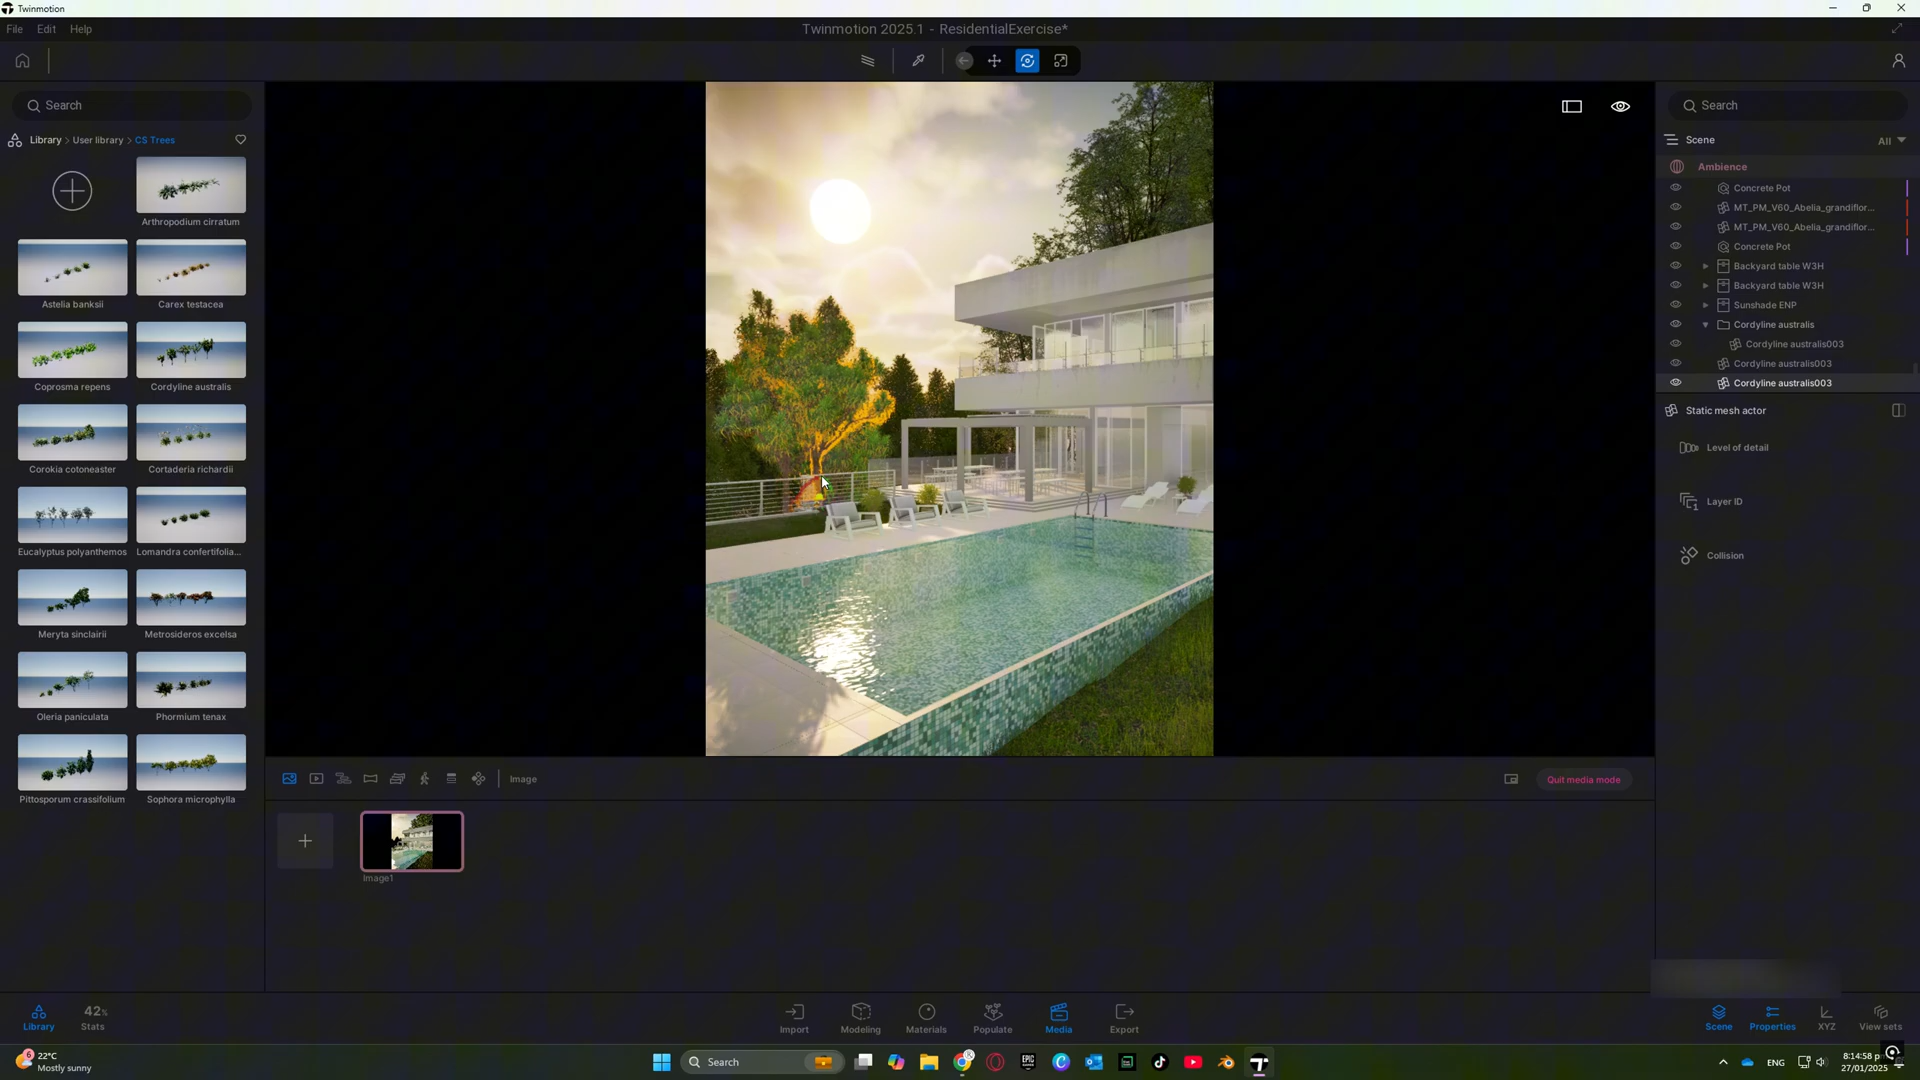 Twinmotion
File Edit Help
Twinmotion 2025.1 - ResidentialExercise*
Search
Library > User library > CS Trees
Arthropodium cirratum
Astelia banksii
Carex testacea
Coprosma repens
Cordyline australis
Corokia cotoneaster
Cortaderia richardii
Eucalyptus polyanthemos
Lomandra confertifolia...
Meryta sinclairii
Metrosideros excelsa
Oleria paniculata
Phormium tenax
Pittosporum crassifolium
Sophora microphylla
Search
Scene
All
Ambience
Concrete Pot
MT_PM_V60_Abelia_grandiflor...
MT_PM_V60_Abelia_grandiflor...
Concrete Pot
Backyard table W3H
Backyard table W3H
Sunshade ENP
Cordyline australis
Cordyline australis003
Cordyline australis003
Cordyline australis003
Static mesh actor
Level of detail
Layer ID
Collision
Image
Quit media mode
Image1
Library
42%
Stats
Import
Modeling
Materials
Populate
Media
Export
Scene
Properties
XYZ
View sets
6
22°C
Mostly sunny
Search
EPIC GAMES
ENG
8:14:58 p
27/01/2025